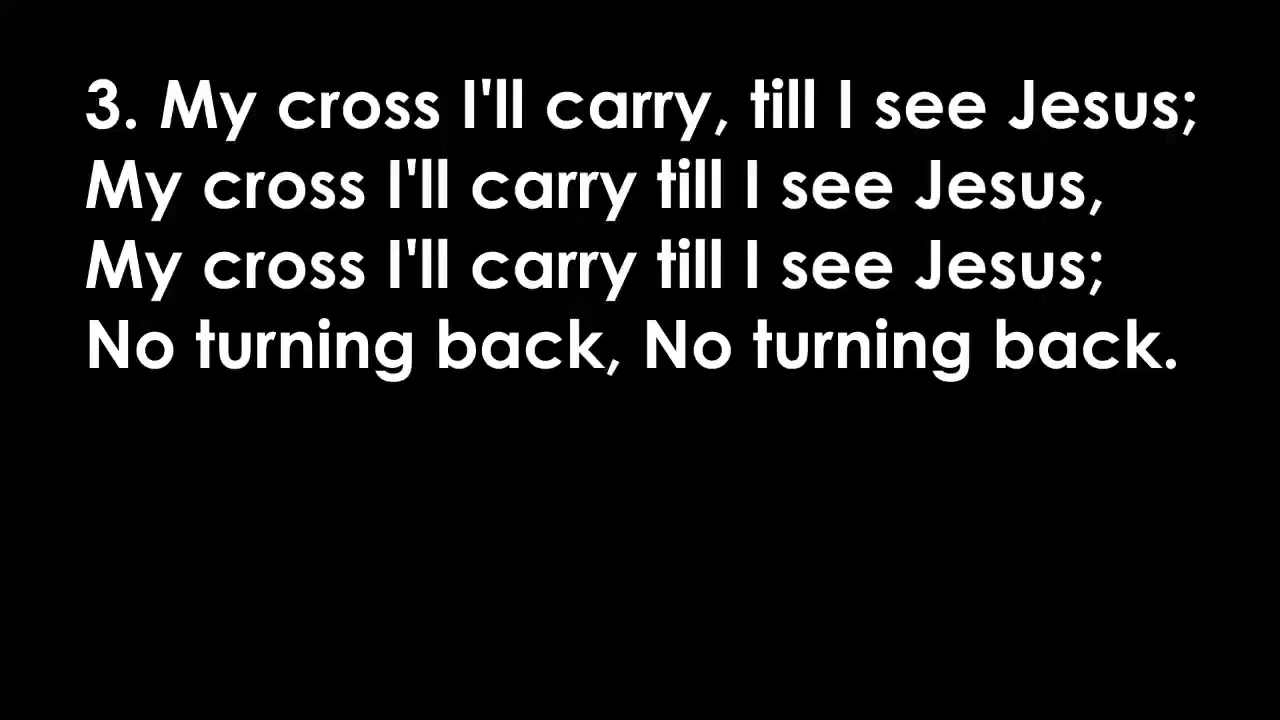 3. My cross I'll carry, till I see Jesus;
My cross I'll carry till I see Jesus,
My cross I'll carry till I see Jesus;
No turning back, No turning back.